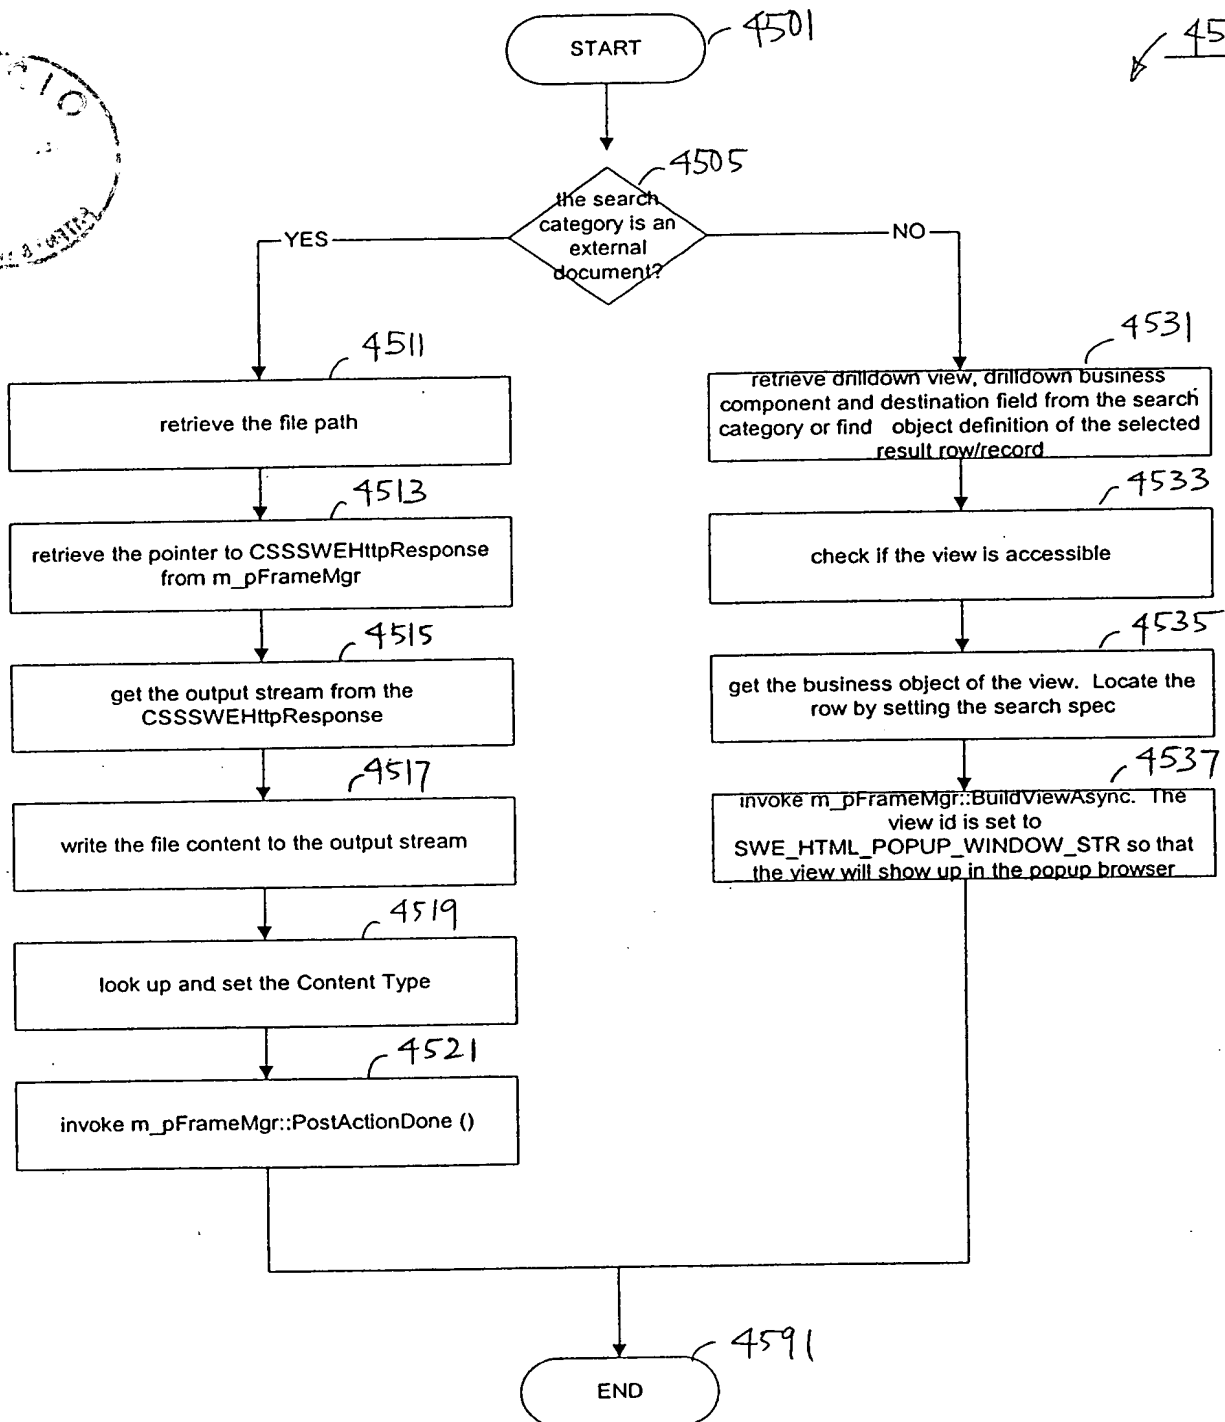 START
4501
45
4505
the search
category is an
external
document?
YES
NO
4511
retrieve the file path
4513
retrieve the pointer to CSSSWEHttpResponse
from m_pFrameMgr
4515
get the output stream from the
CSSSWEHttpResponse
4517
write the file content to the output stream
4519
look up and set the Content Type
4521
invoke m_pFrameMgr::PostActionDone ()
4531
retrieve drilldown view, drilldown business
component and destination field from the search
category or find object definition of the selected
result row/record
4533
check if the view is accessible
4535
get the business object of the view. Locate the
row by setting the search spec
4537
invoke m_pFrameMgr::BuildViewAsync. The
view id is set to
SWE_HTML_POPUP_WINDOW_STR so that
the view will show up in the popup browser
4591
END